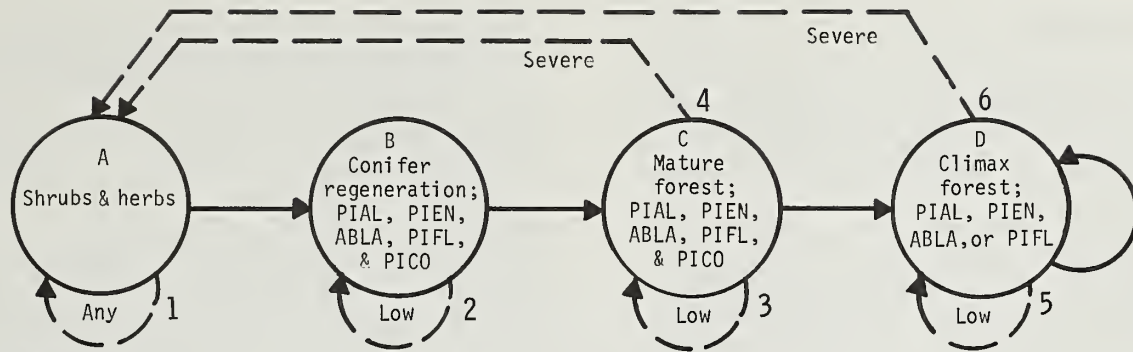 Severe
Severe
4
6
A
Shrubs & herbs
B
Conifer
regeneration;
PIAL, PIEN,
ABLA, PIFL,
& PICO
C
Mature
forest;
PIAL, PIEN,
ABLA, PIFL,
& PICO
D
Climax
forest;
PIAL, PIEN,
ABLA, or PIFL
Any
1
Low
2
Low
3
Low
5